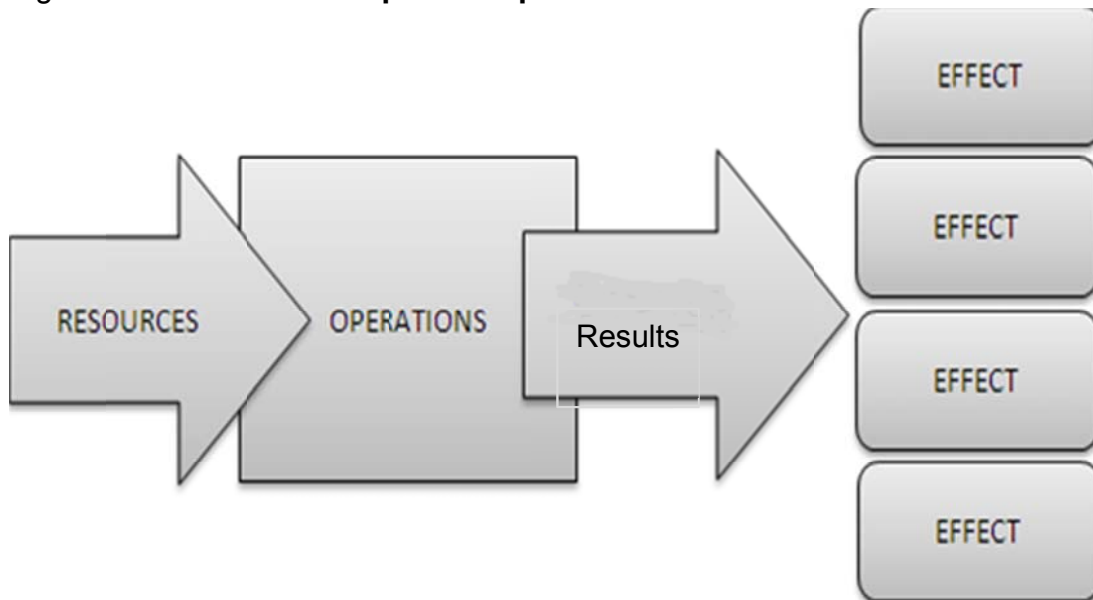 EFFECT
EFFECT
RESOURCES
OPERATIONS
Results
EFFECT
EFFECT